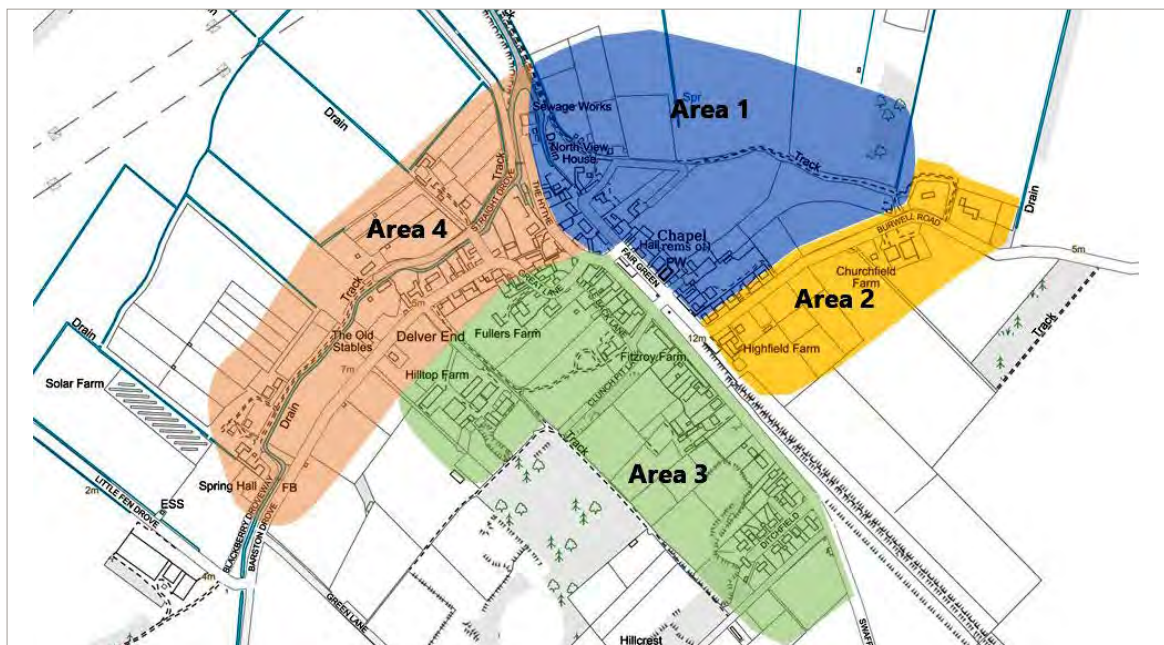 Sewage Works
Spr
Area 1
Drain
Drain
North View
House
Track
Track
THE HYTHE
STRAIGHT DROVE
Area 4
Chapel
(rems of)
Hall
PW
FAIR GREEN
BURWELL ROAD
Drain
5m
Churchfield
Farm
Area 2
Track
Track
5m
The Old
Stables
Delver End
Fullers Farm
Fitzroy Farm
12m
Highfield Farm
7m
Hilltop Farm
CLUNCH PIT LA
Drain
Solar Farm
Drain
Track
Area 3
Spring Hall
FB
2m
LITTLE FEN DROVE
ESS
BLACKBERRY DROVEWAY
BARSTON DROVE
DITCHFIELD
4m
GREEN LANE
Hillcrest
SWAFF